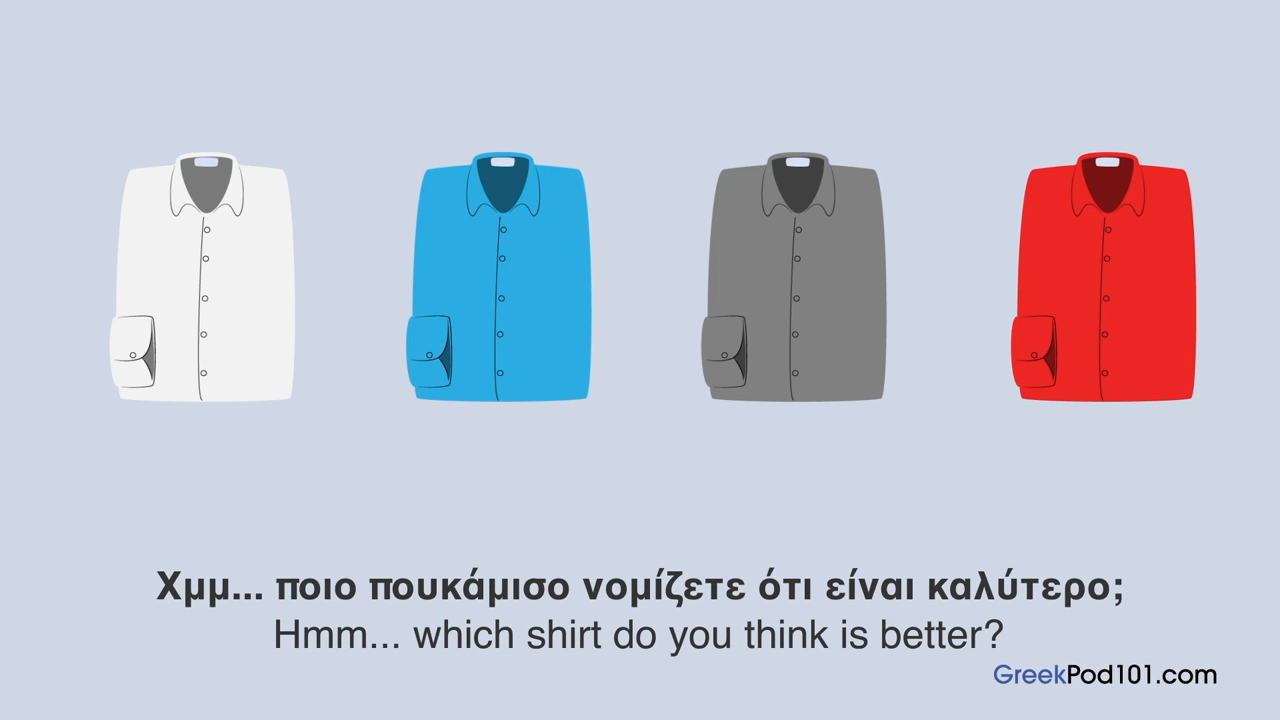 Χμμ... ποιο πουκάμισο νομίζετε ότι είναι καλύτερο;
Hmm... which shirt do you think is better?
GreekPod101.com